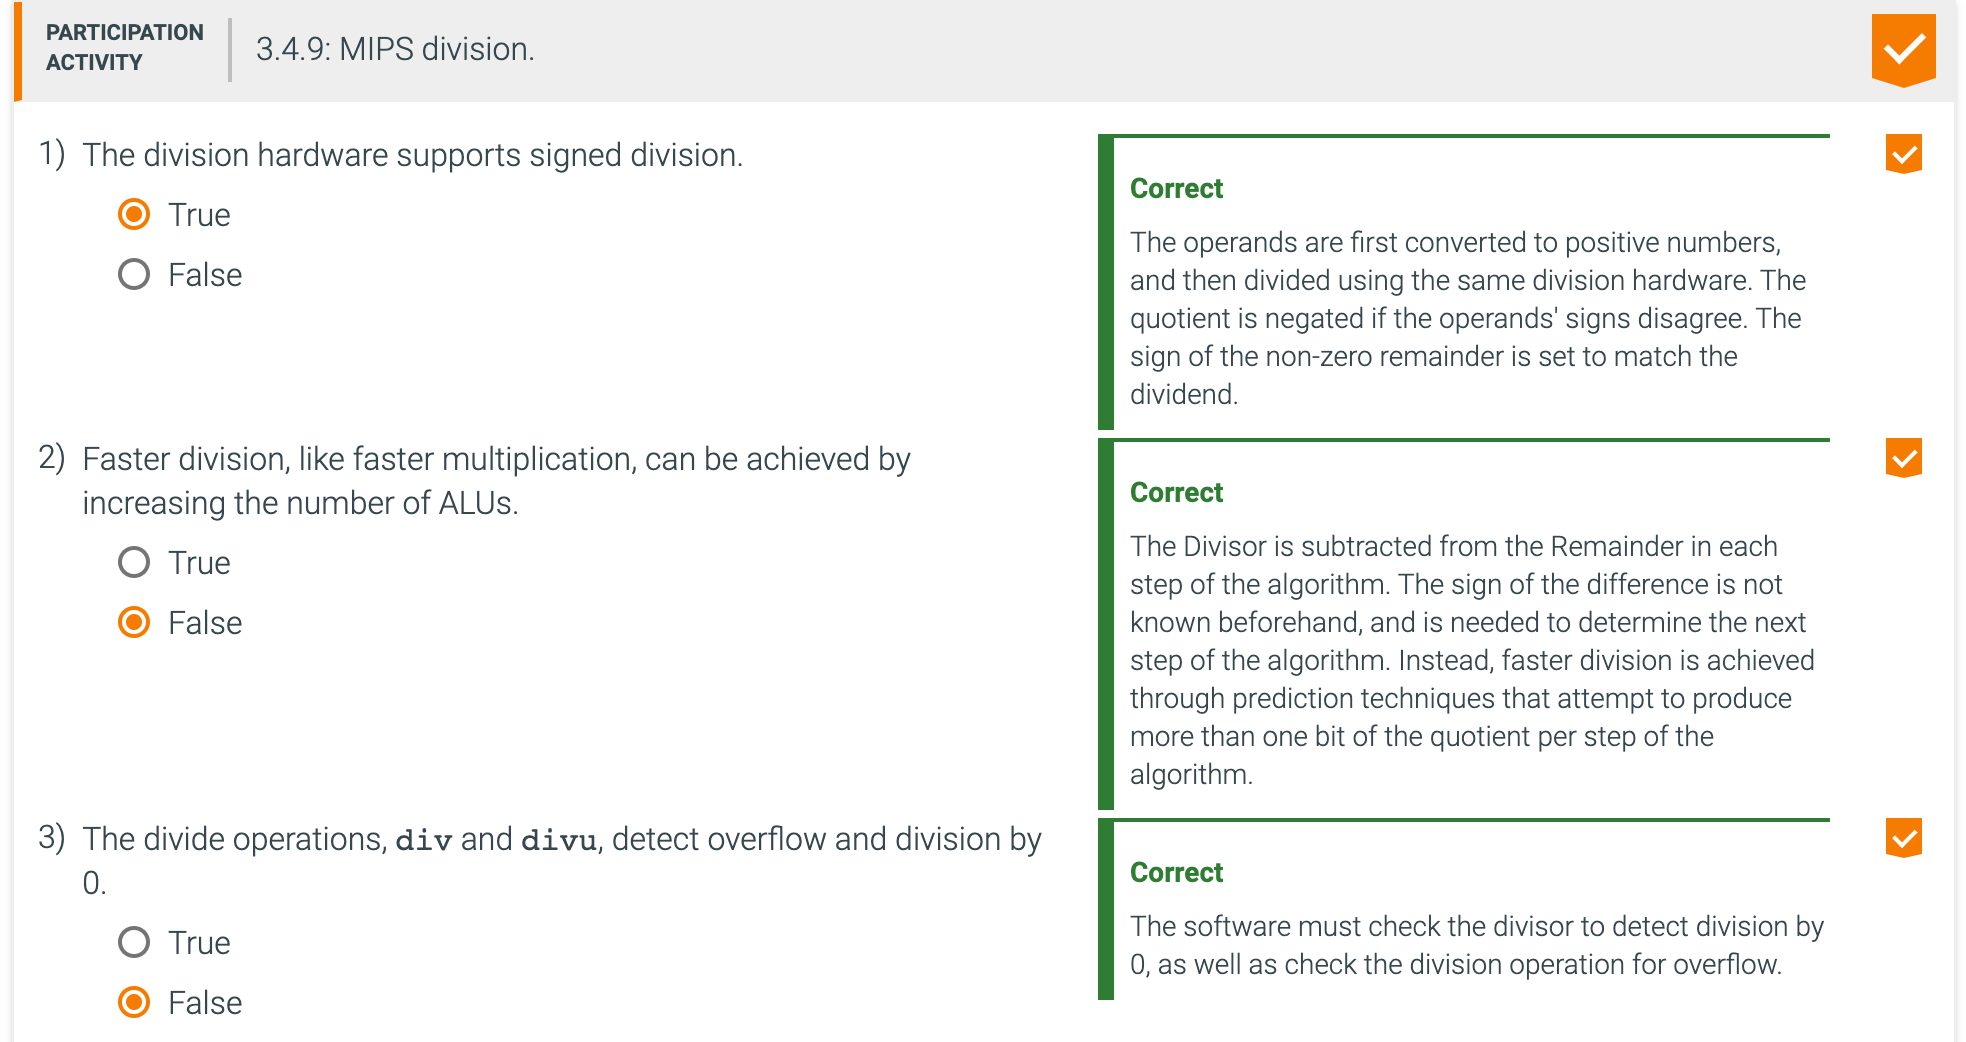 PARTICIPATION
ACTIVITY
3.4.9: MIPS division.
1) The division hardware supports signed division.
True
False
Correct
The operands are first converted to positive numbers,
and then divided using the same division hardware. The
quotient is negated if the operands' signs disagree. The
sign of the non-zero remainder is set to match the
dividend.
2) Faster division, like faster multiplication, can be achieved by
increasing the number of ALUs.
True
False
Correct
The Divisor is subtracted from the Remainder in each
step of the algorithm. The sign of the difference is not
known beforehand, and is needed to determine the next
step of the algorithm. Instead, faster division is achieved
through prediction techniques that attempt to produce
more than one bit of the quotient per step of the
algorithm.
3) The divide operations, div and divu, detect overflow and division by
0.
True
False
Correct
The software must check the divisor to detect division by
0, as well as check the division operation for overflow.